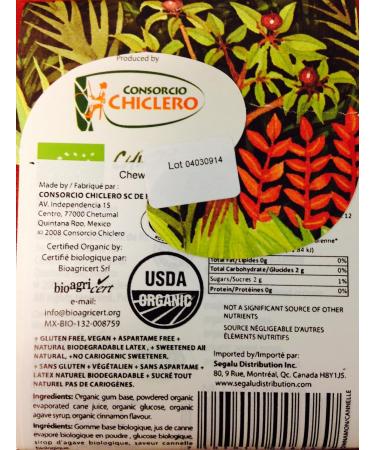 Produced by
CONSORCIO
CHICLERO
Lot 04030914
Chew
Made by / Fabriqué par :
CONSORCIO CHICLERO SC DE
AV. Independencia 15
Centro, 77000 Chetumal
Quintana Roo, Mexico
© 2008 Consorcio Chiclero
Certified Organic by:
Certifié biologique par:
Bioagricert Srl
bioagricert
e-mail:
info@bioagricert.org
MX-BIO-132-008759
USDA
ORGANIC
12
84 kJ)
Total Fat/Lipides 0g 0%
Total Carbohydrate/Glucides 2 g 0%
Sugars/Sucres 2 g 1%
Protein/Protéines 0g 0%
NOT A SIGNIFICANT SOURCE OF OTHER
NUTRIENTS
SOURCE NÉGLIGEABLE D'AUTRES
ÉLEMENTS NUTRITIFS
+ GLUTEN FREE, VEGAN + ASPARTAME FREE +
NATURAL BIODEGRADABLE LATEX, + SWEETENED ALL
NATURAL, NO CARIOGENIC SWEETENER.
+ SANS GLUTEN + VÉGÉTALIEN + SANS ASPARTAME +
LATEX NATUREL BIODEGRADABLE + SUCRÉ TOUT
NATUREL PAS DE CARIOGÈNES.
Imported by/Importé par:
Segalu Distribution Inc.
80, 9 Rue, Montréal, Qc. Canada H8Y1J5.
www.segaludistribution.com
Ingredients: Organic gum base, powdered organic
evaporated cane juice, organic glucose, organic
agave syrup, organic cinnamon flavour.
Ingrédients: Gomme base biologique, jus de canne
évaporé biologique en poudre, glucose biologique,
sirop d'agave biologique, saveur cannelle
CINNAMON/CANNELLE